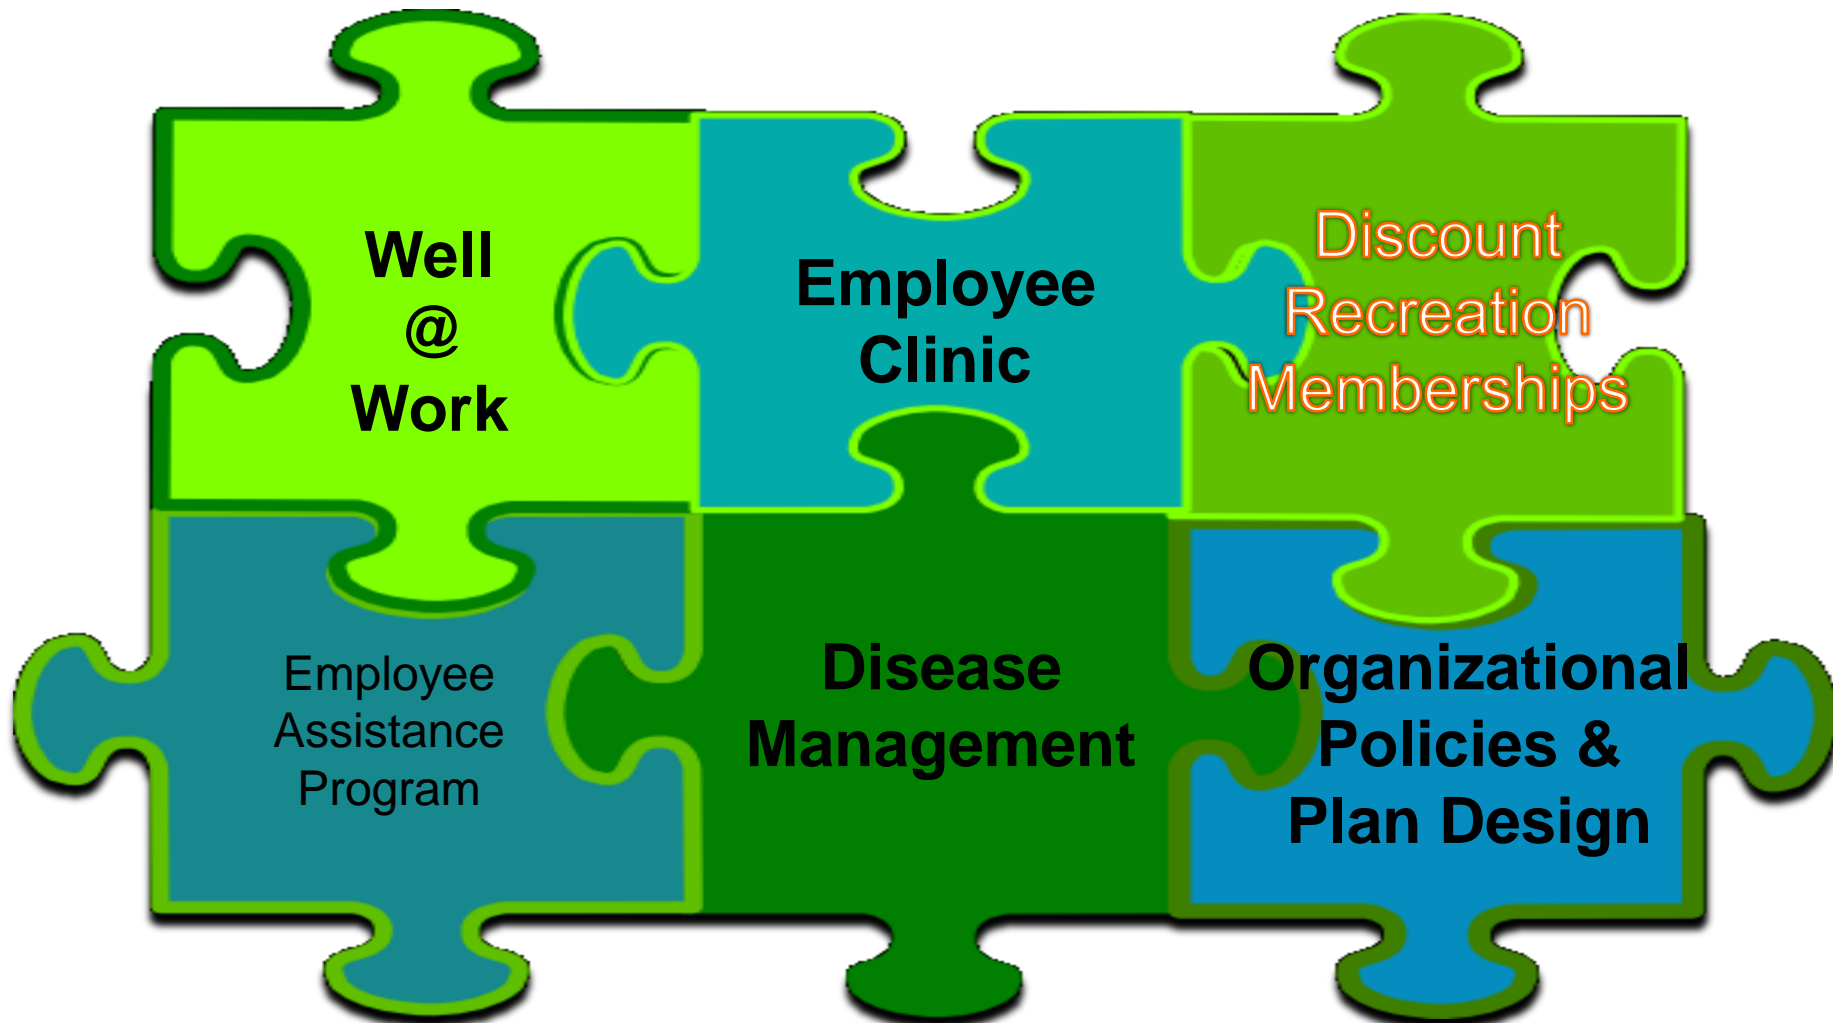 Well
@
Work
Employee
Clinic
Discount
Recreation
Memberships
Employee
Assistance
Program
Disease
Management
Organizational
Policies &
Plan Design